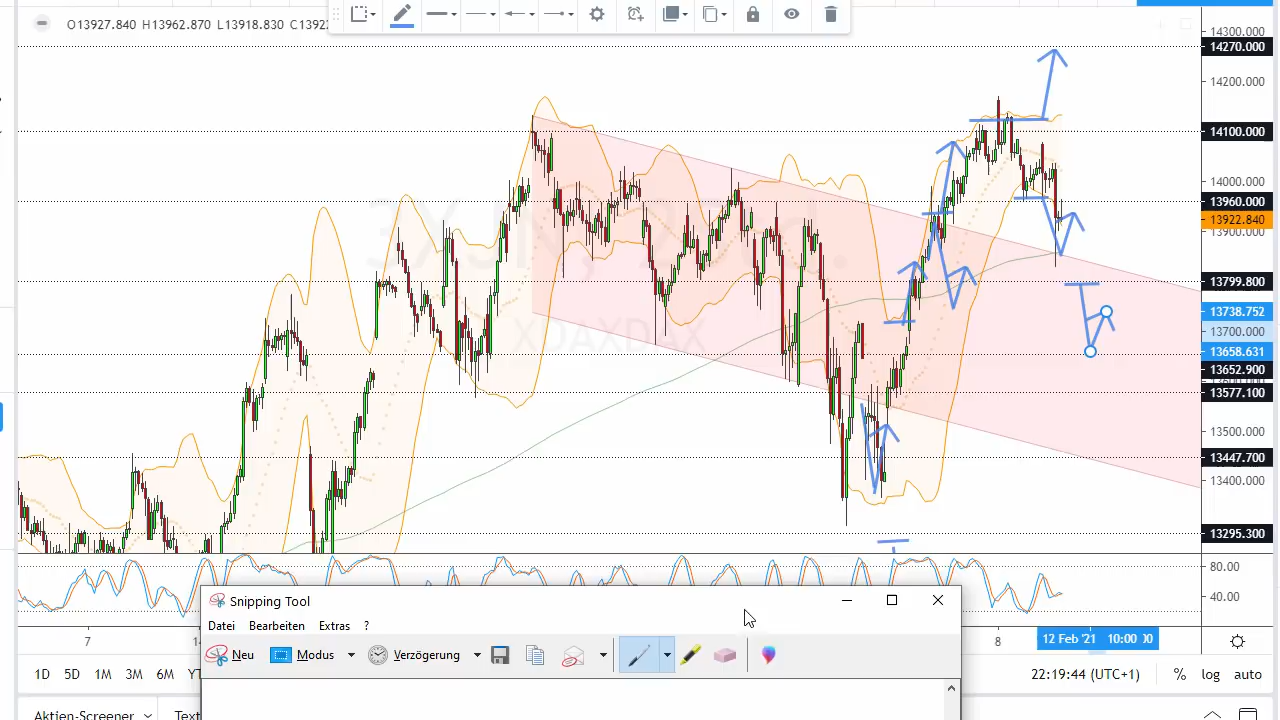 O13927.840 H13962.870 L13918.830 C1392
14300.000
14270.000
14200.000
14100.000
14000.000
13960.000
13922.840
13900.000
13799.800
13738.752
13700.000
13658.631
13652.900
13577.100
13500.000
13447.700
13400.000
13295.300
XDAXDAX
80.00
40.00
7
8
12 Feb '21 10:00
Snipping Tool
Datei Bearbeiten Extras ?
Neu Modus Verzögerung
1D 5D 1M 3M 6M
22:19:44 (UTC+1) % log auto
Aktien-Screener Text